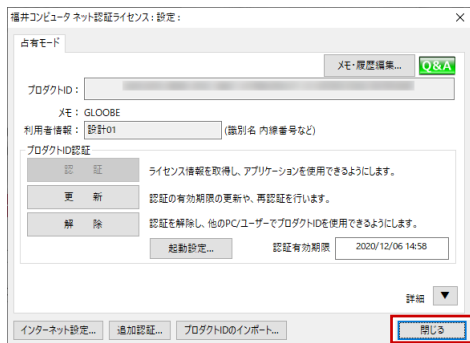 福井コンピュータ ネット認証ライセンス : 設定 :
占有モード
メモ・履歴編集... Q&A
プロダクトID :
メモ : GLOOBE
利用者情報 : 設計01 (識別名 内線番号など)
プロダクトID認証
認 証 ライセンス情報を取得し、アプリケーションを使用できるようにします。
更 新 認証の有効期限の更新や、再認証を行います。
解 除 認証を解除し、他のPC/ユーザーでプロダクトIDを使用できるようにします。
起動設定... 認証有効期限 2020/12/06 14:58
詳細 ▼
インターネット設定... 追加認証... プロダクトIDのインポート... 閉じる